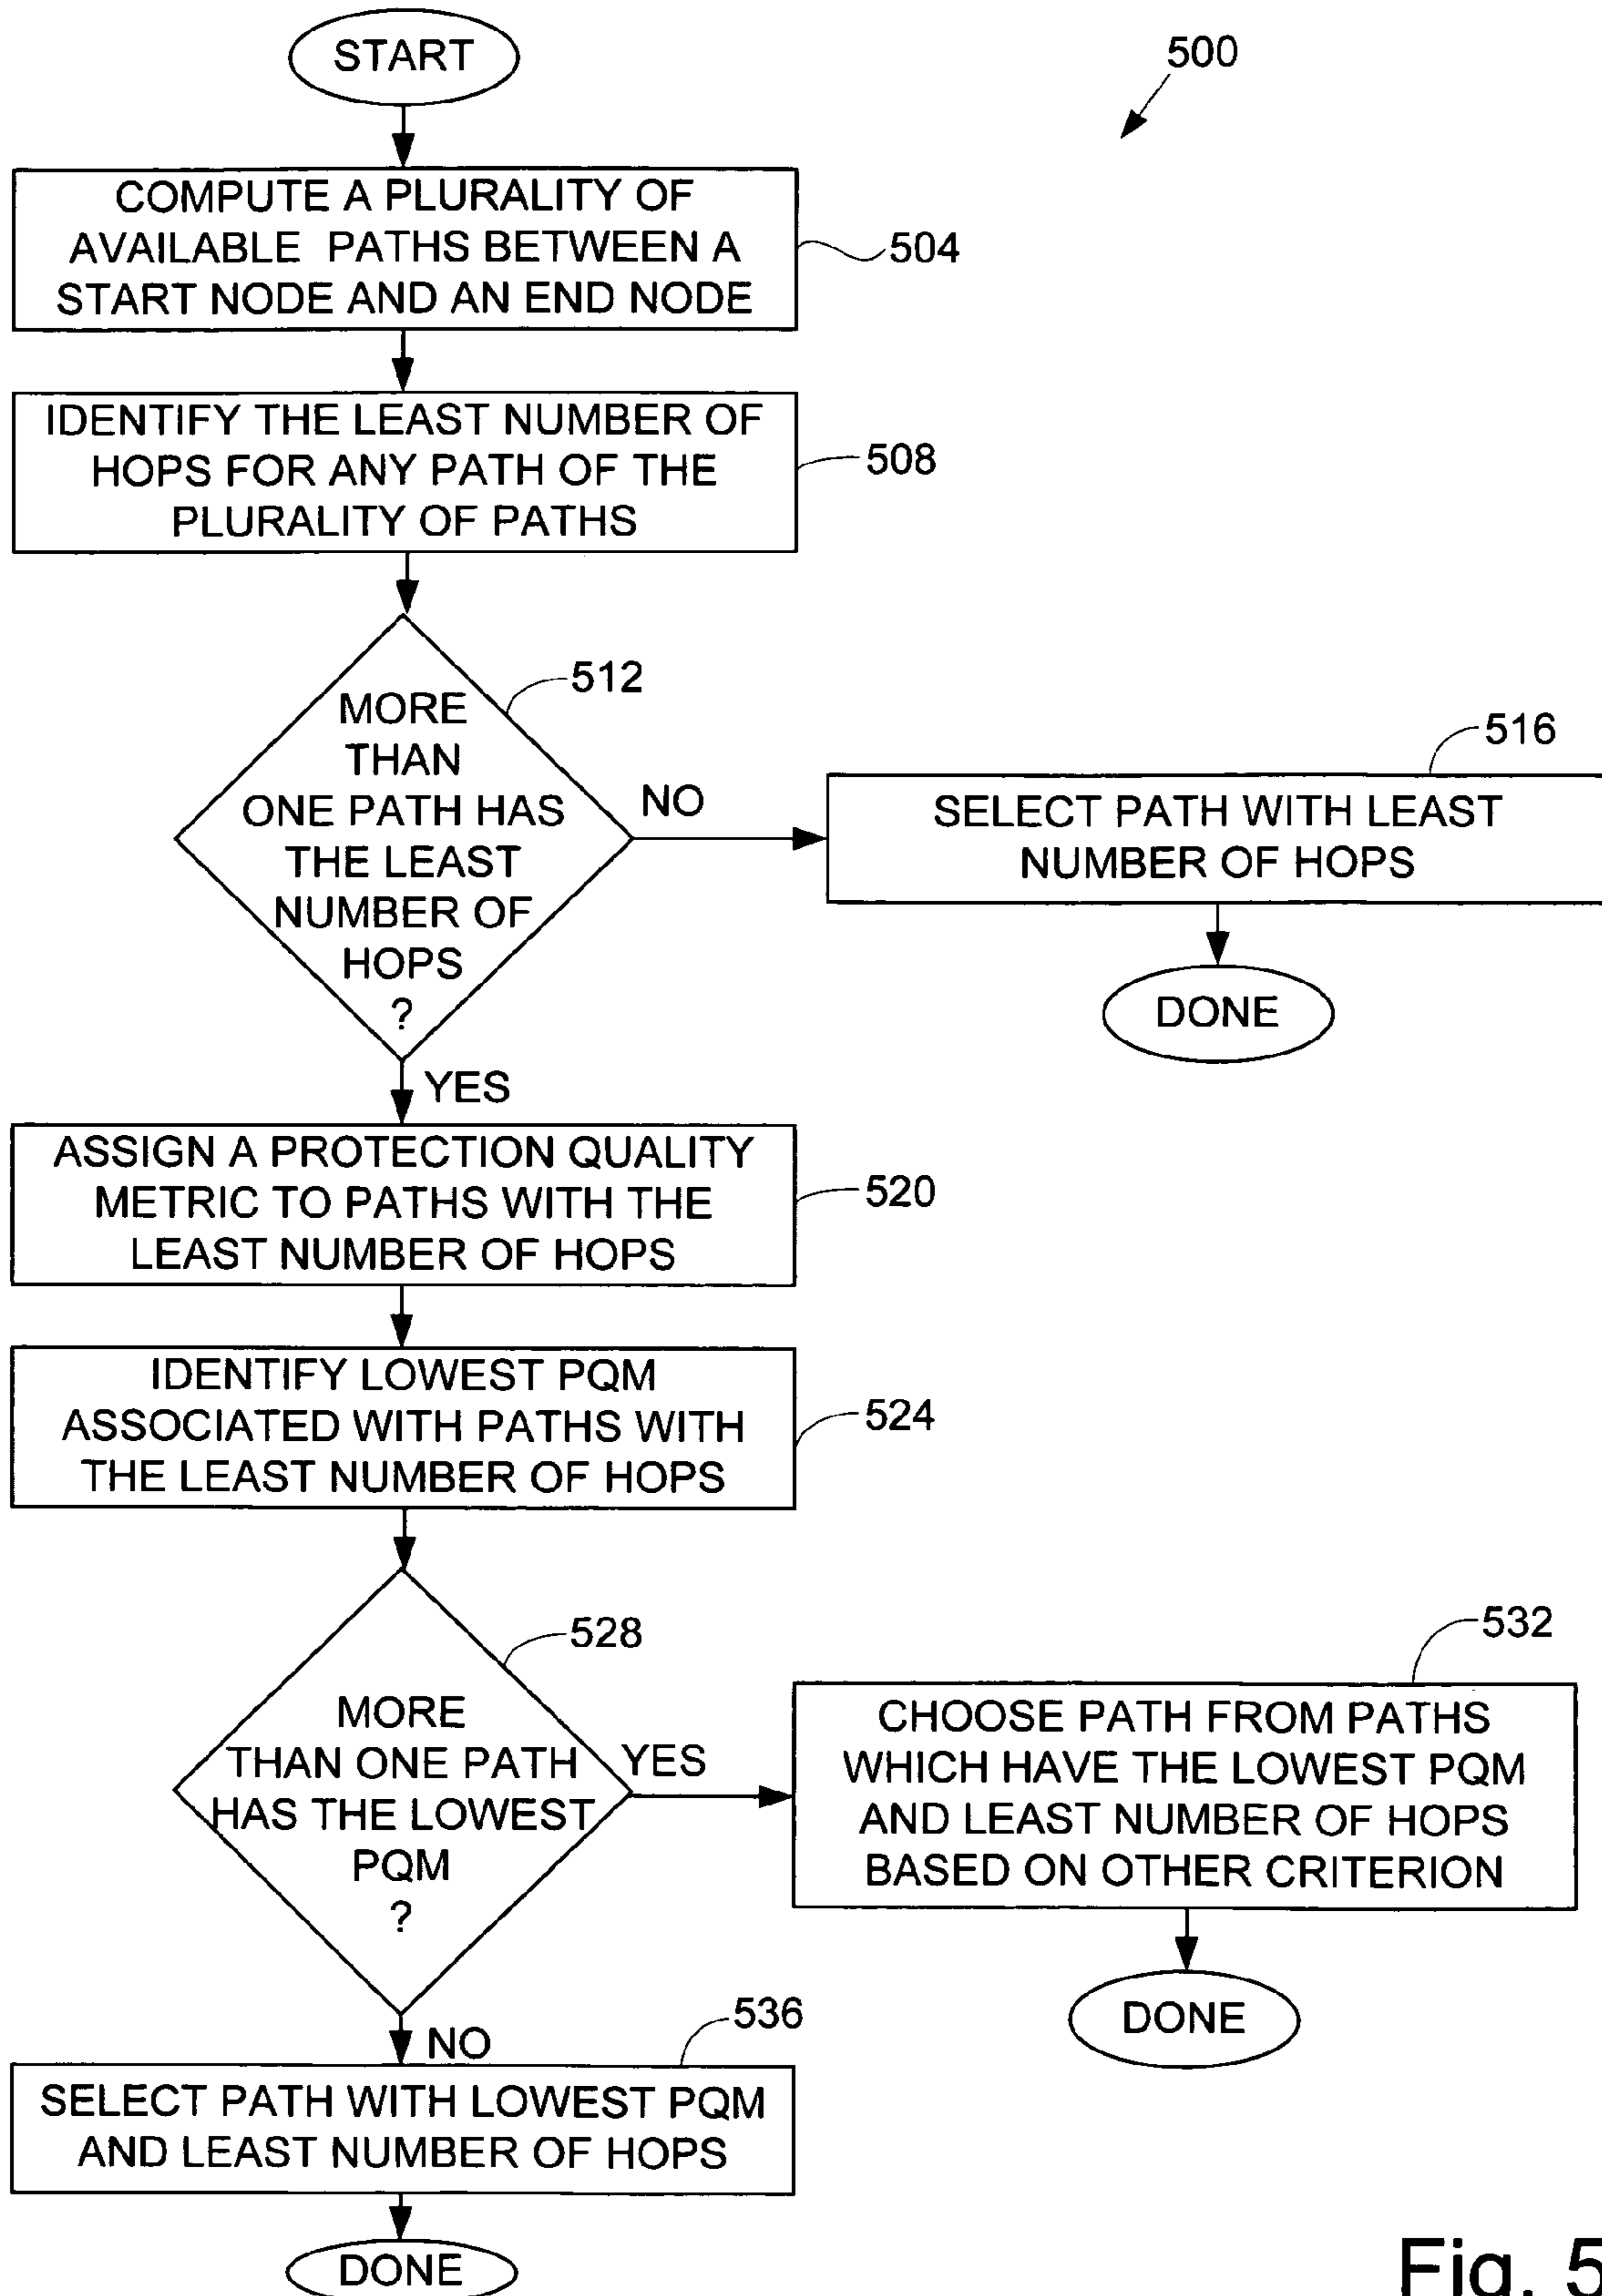 START
500
COMPUTE A PLURALITY OF
AVAILABLE PATHS BETWEEN A
START NODE AND AN END NODE
504
IDENTIFY THE LEAST NUMBER OF
HOPS FOR ANY PATH OF THE
PLURALITY OF PATHS
508
512
MORE
THAN
ONE PATH HAS
THE LEAST
NUMBER OF
HOPS
?
NO
516
SELECT PATH WITH LEAST
NUMBER OF HOPS
DONE
YES
ASSIGN A PROTECTION QUALITY
METRIC TO PATHS WITH THE
LEAST NUMBER OF HOPS
520
IDENTIFY LOWEST PQM
ASSOCIATED WITH PATHS WITH
THE LEAST NUMBER OF HOPS
524
528
MORE
THAN ONE PATH
HAS THE LOWEST
PQM
?
YES
532
CHOOSE PATH FROM PATHS
WHICH HAVE THE LOWEST PQM
AND LEAST NUMBER OF HOPS
BASED ON OTHER CRITERION
DONE
NO
536
SELECT PATH WITH LOWEST PQM
AND LEAST NUMBER OF HOPS
DONE
Fig. 5